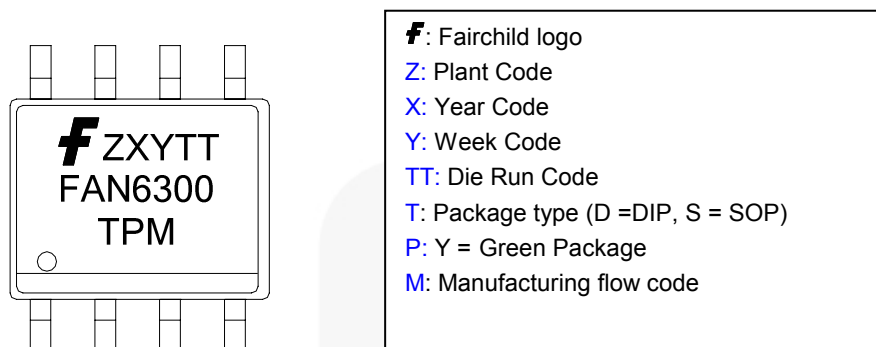 ZXYTT
FAN6300
TPM
F: Fairchild logo
Z: Plant Code
X: Year Code
Y: Week Code
TT: Die Run Code
T: Package type (D =DIP, S = SOP)
P: Y = Green Package
M: Manufacturing flow code